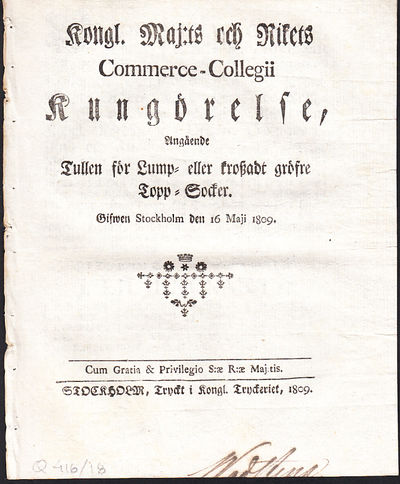 Kongl. Maj:ts och Rikets
Commerce-Collegii
Kungörelse,
Angående
Tullen för Lump- eller kroßadt gröfre
Topp-Socker.
Gifwen Stockholm den 16 Maji 1809.
Cum Gratia & Privilegio S:æ R:æ Maj:tis.
STOCKHOLM, Tryckt i Kongl. Tryckeriet, 1809.
Q 416/18